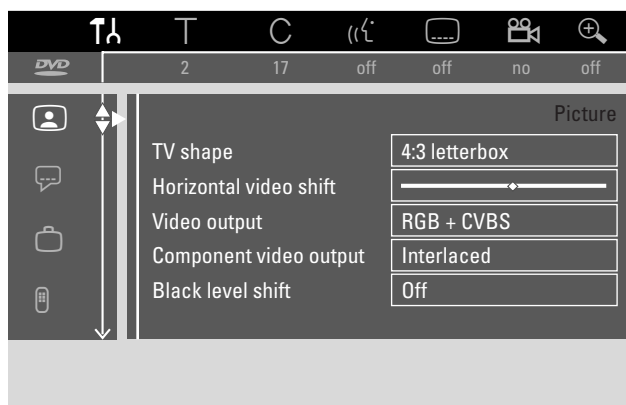 T C
DVD 2 17 off off no off
Picture
TV shape 4:3 letterbox
Horizontal video shift
Video output RGB + CVBS
Component video output Interlaced
Black level shift Off